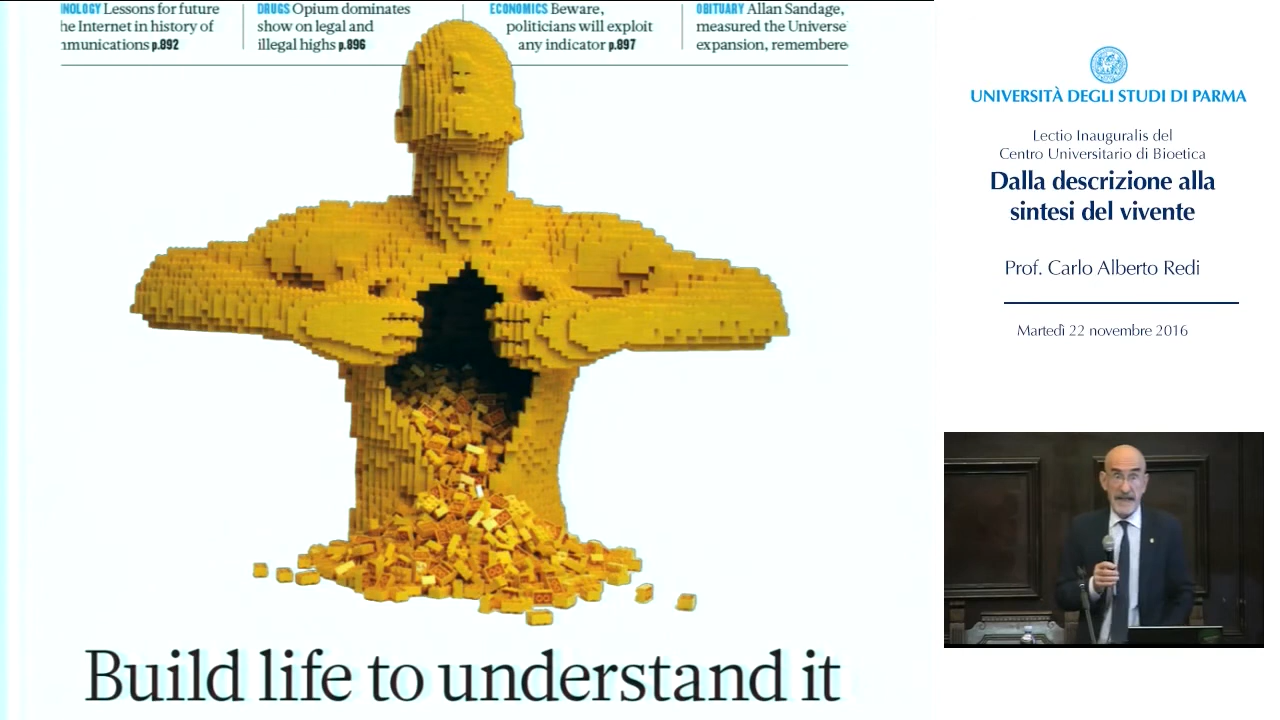 NOLOGY Lessons for future
he Internet in history of
mmunications p.892
DRUGS Opium dominates
show on legal and
illegal highs p.896
ECONOMICS Beware,
politicians will exploit
any indicator p.897
OBITUARY Allan Sandage,
measured the Universe'
expansion, remembere
Build life to understand it
UNIVERSITÀ DEGLI STUDI DI PARMA
Lectio Inauguralis del
Centro Universitario di Bioetica
Dalla descrizione alla
sintesi del vivente
Prof. Carlo Alberto Redi
Martedì 22 novembre 2016